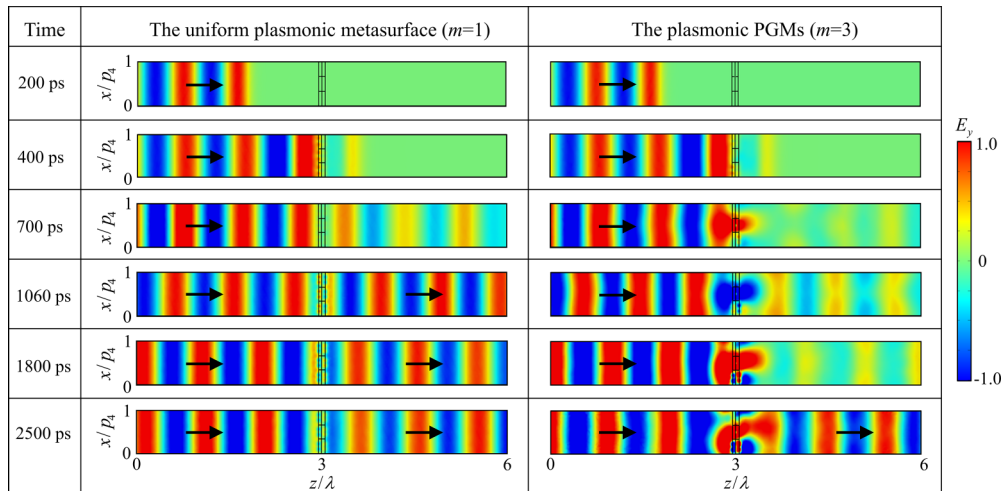 Time The uniform plasmonic metasurface (m=1) The plasmonic PGMs (m=3)
200 ps
x/p4
1
0
400 ps
x/p4
1
0
700 ps
x/p4
1
0
1060 ps
x/p4
1
0
1800 ps
x/p4
1
0
2500 ps
x/p4
1
0
0 3 6
z/λ
0 3 6
z/λ
Ey
1.0
0
-1.0